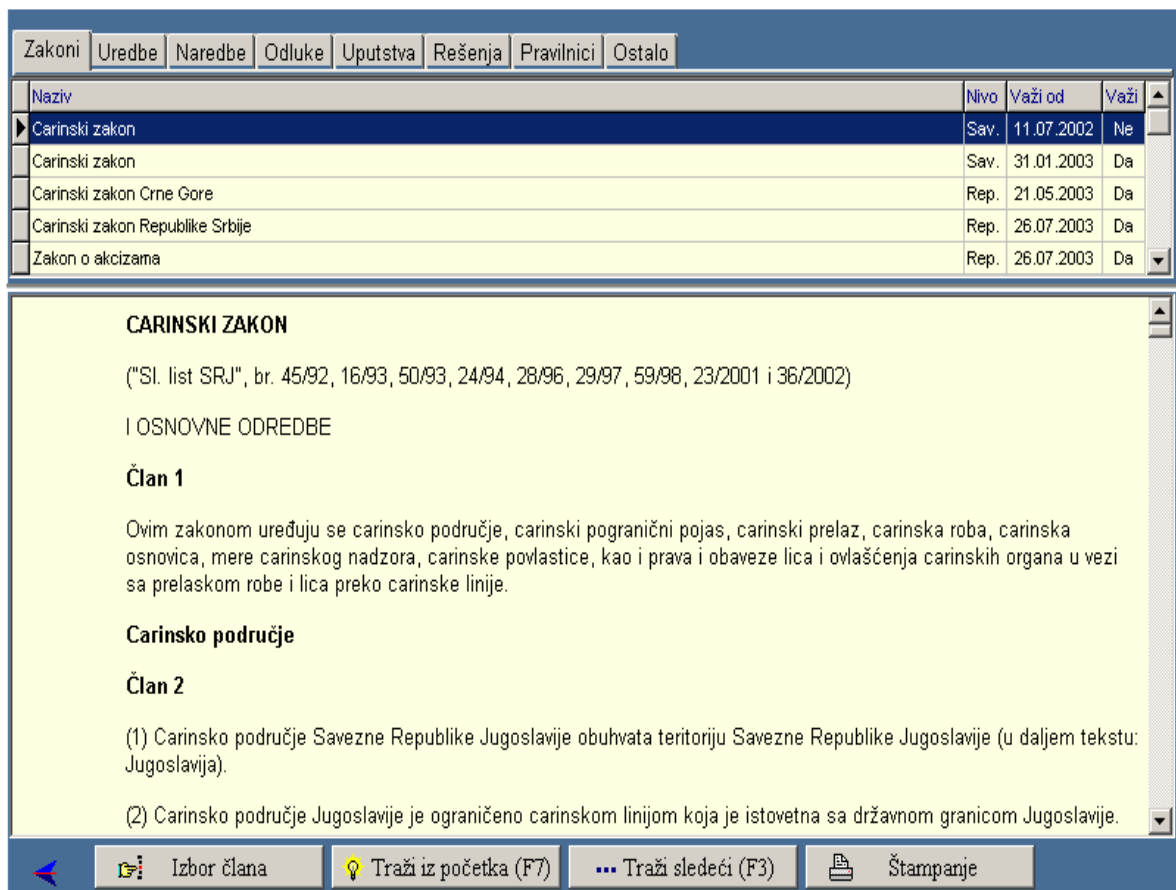 Zakoni Uredbe Naredbe Odluke Uputstva Rešenja Pravilnici Ostalo
Naziv Nivo Važi od Važi
Carinski zakon Sav. 11.07.2002 Ne
Carinski zakon Sav. 31.01.2003 Da
Carinski zakon Crne Gore Rep. 21.05.2003 Da
Carinski zakon Republike Srbije Rep. 26.07.2003 Da
Zakon o akcizama Rep. 26.07.2003 Da
CARINSKI ZAKON
("Sl. list SRJ", br. 45/92, 16/93, 50/93, 24/94, 28/96, 29/97, 59/98, 23/2001 i 36/2002)
I OSNOVNE ODREDBE
Član 1
Ovim zakonom uređuju se carinsko područje, carinski pogranični pojas, carinski prelaz, carinska roba, carinska
osnovica, mere carinskog nadzora, carinske povlastice, kao i prava i obaveze lica i ovlašćenja carinskih organa u vezi
sa prelaskom robe i lica preko carinske linije.
Carinsko područje
Član 2
(1) Carinsko područje Savezne Republike Jugoslavije obuhvata teritoriju Savezne Republike Jugoslavije (u daljem tekstu:
Jugoslavija).
(2) Carinsko područje Jugoslavije je ograničeno carinskom linijom koja je istovetna sa državnom granicom Jugoslavije.
Izbor člana Traži iz početka (F7) Traži sledeći (F3) Štampanje